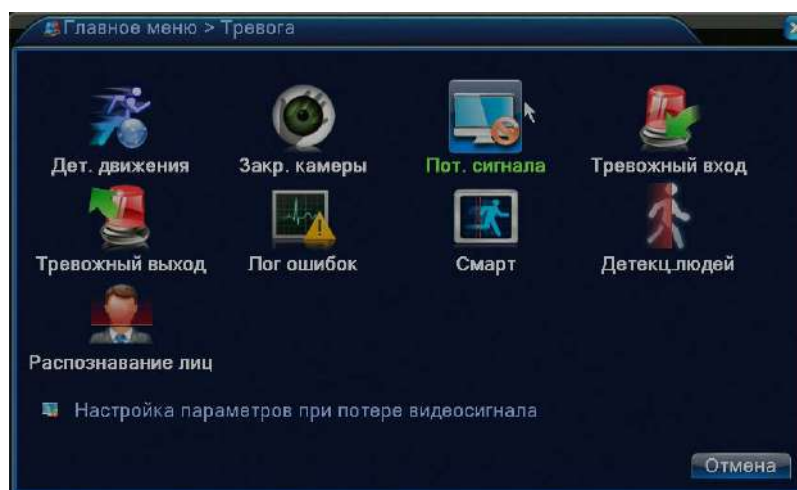 Главное меню > Тревога
Дет. движения Закр. камеры Пот. сигнала Тревожный вход
Тревожный выход Лог ошибок Смарт Детекц.людей
Распознавание лиц
Настройка параметров при потере видеосигнала
Отмена